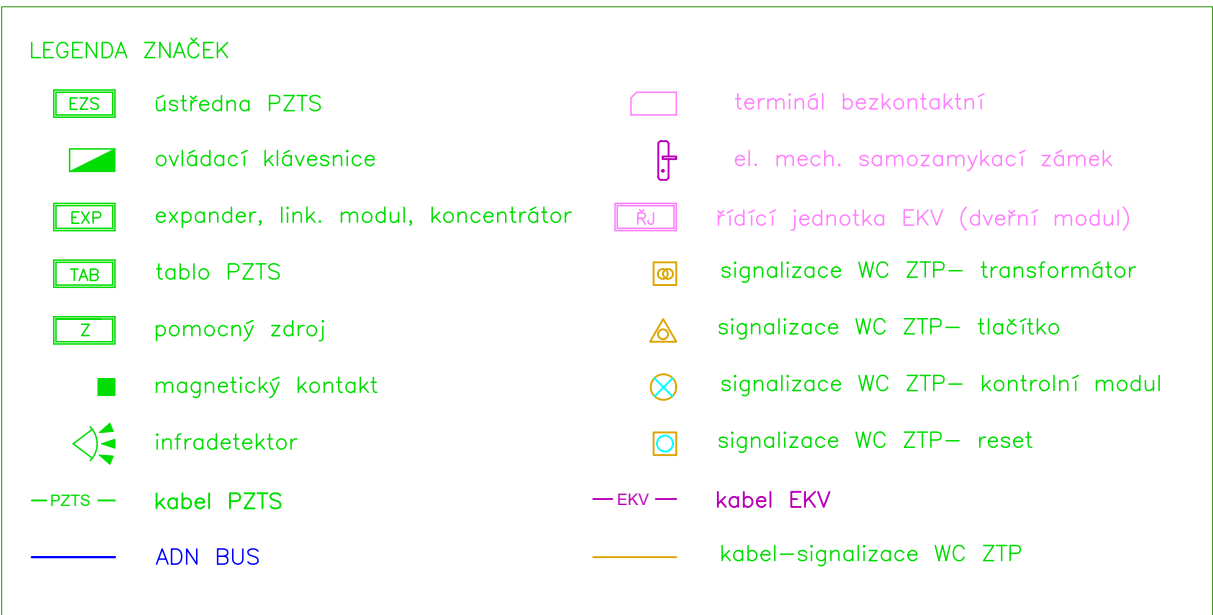 LEGENDA ZNAČEK
EZS ústředna PZTS
ovládací klávesnice
EXP expander, link. modul, koncentrátor
TAB tablo PZTS
Z pomocný zdroj
magnetický kontakt
infradetektor
PZTS kabel PZTS
ADN BUS
terminál bezkontaktní
el. mech. samozamykací zámek
ŘJ řídící jednotka EKV (dveřní modul)
signalizace WC ZTP– transformátor
signalizace WC ZTP– tlačítko
signalizace WC ZTP– kontrolní modul
signalizace WC ZTP– reset
EKV kabel EKV
kabel–signalizace WC ZTP